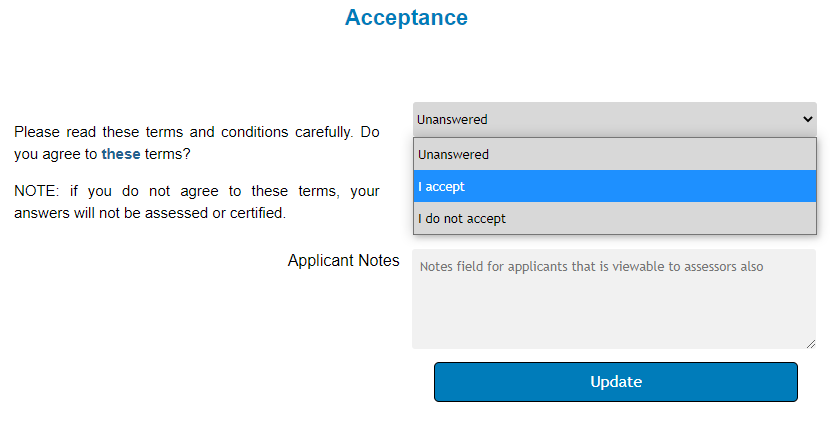 Acceptance
Please read these terms and conditions carefully. Do
you agree to these terms?
NOTE: if you do not agree to these terms, your
answers will not be assessed or certified.
Unanswered
Unanswered
I accept
I do not accept
Applicant Notes
Notes field for applicants that is viewable to assessors also
Update